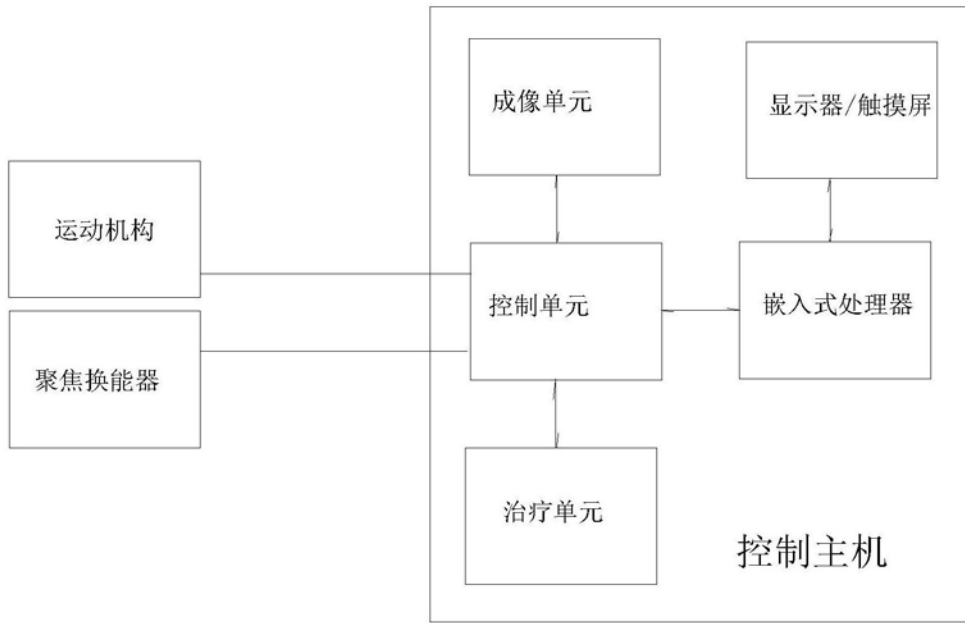 成像单元
显示器/触摸屏
运动机构
控制单元
嵌入式处理器
聚焦换能器
治疗单元
控制主机